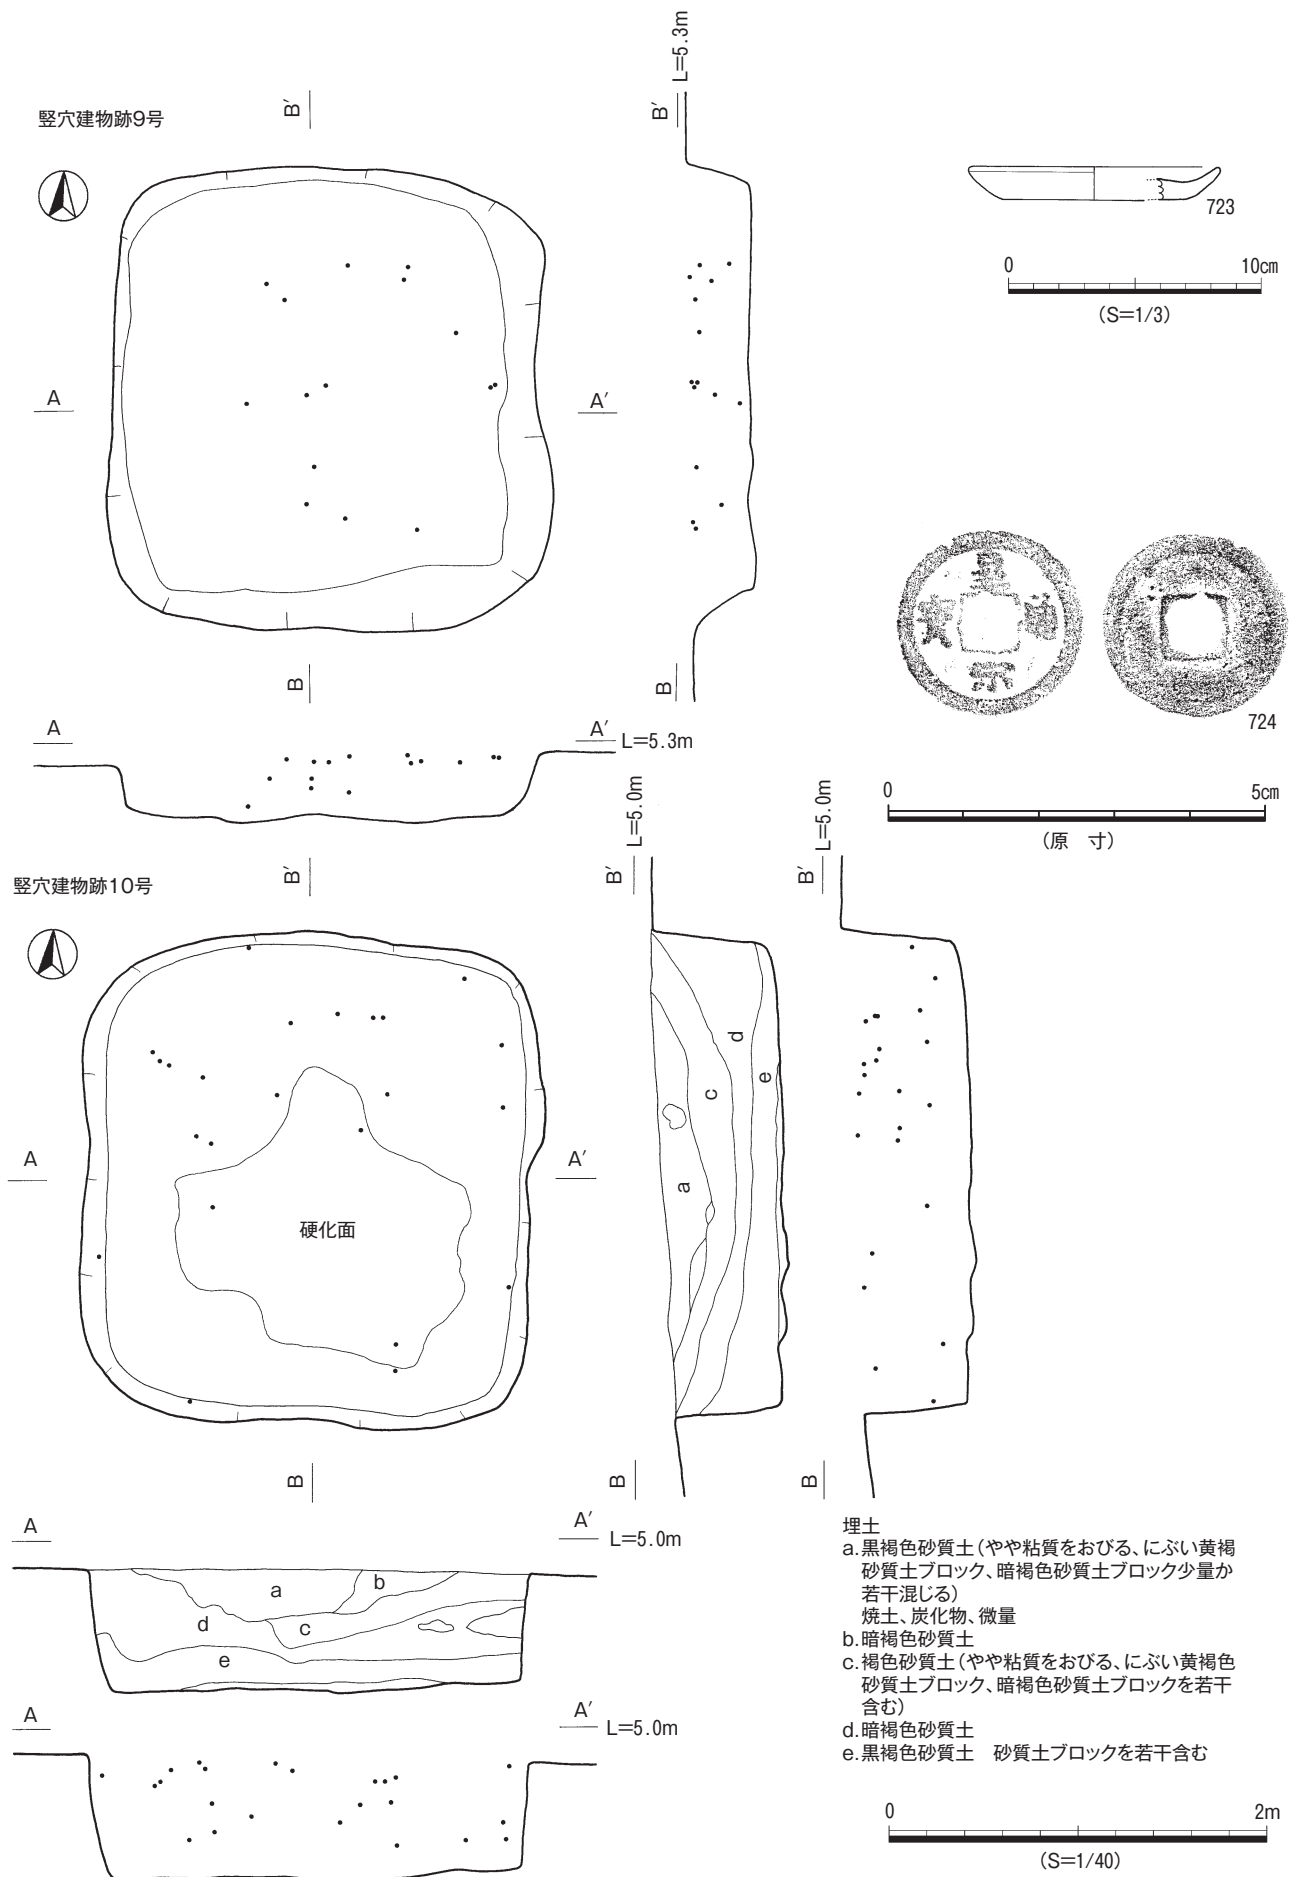 竪穴建物跡9号
B′
L=5.3m
B′
723
0 10㎝
(S=1/3)
A
A′
B
B
A
A′ L=5.3m
皇
宋
通
寳
724
0 5㎝
(原 寸)
竪穴建物跡10号
B′
L=5.0m
B′
L=5.0m
B′
A
A′
硬化面
a
c
d
e
B
B
B
A
A′ L=5.0m
a
b
c
d
e
A
A′ L=5.0m
埋土
a.黒褐色砂質土(やや粘質をおびる、にぶい黄褐
砂質土ブロック、暗褐色砂質土ブロック少量か
若干混じる)
焼土、炭化物、微量
b.暗褐色砂質土
c.褐色砂質土(やや粘質をおびる、にぶい黄褐色
砂質土ブロック、暗褐色砂質土ブロックを若干
含む)
d.暗褐色砂質土
e.黒褐色砂質土 砂質土ブロックを若干含む
0 2m
(S=1/40)